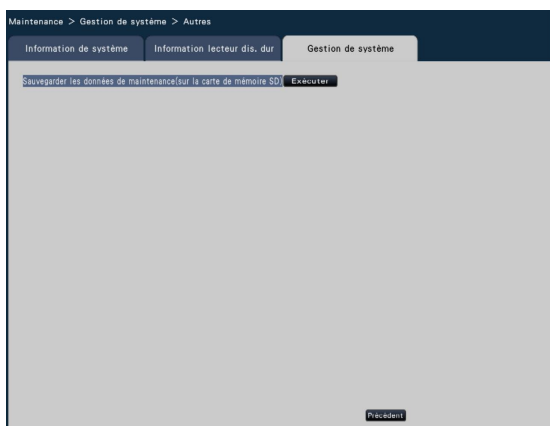 Maintenance > Gestion de système > Autres
Information de système Information lecteur dis. dur Gestion de système
Sauvegarder les données de maintenance(sur la carte de mémoire SD) Exécuter
Précédent